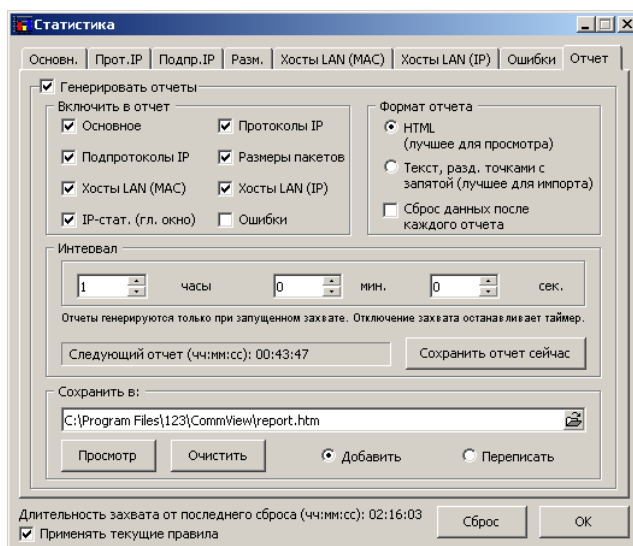 Статистика
Основн. Прот.IP Подпр.IP Разм. Хосты LAN (MAC) Хосты LAN (IP) Ошибки Отчет
Генерировать отчеты
Включить в отчет
Основное Протоколы IP
Подпротоколы IP Размеры пакетов
Хосты LAN (MAC) Хосты LAN (IP)
IP-стат. (гл. окно) Ошибки
Формат отчета
HTML
(лучшее для просмотра)
Текст, разд. точками с
запятой (лучшее для импорта)
Сброс данных после
каждого отчета
Интервал
1 часы 0 мин. 0 сек.
Отчеты генерируются только при запущенном захвате. Отключение захвата останавливает таймер.
Следующий отчет (чч:мм:сс): 00:43:47 Сохранить отчет сейчас
Сохранить в:
C:\Program Files\123\CommView\report.htm
Просмотр Очистить Добавить Переписать
Длительность захвата от последнего сброса (чч:мм:сс): 02:16:03
Применять текущие правила
Сброс OK